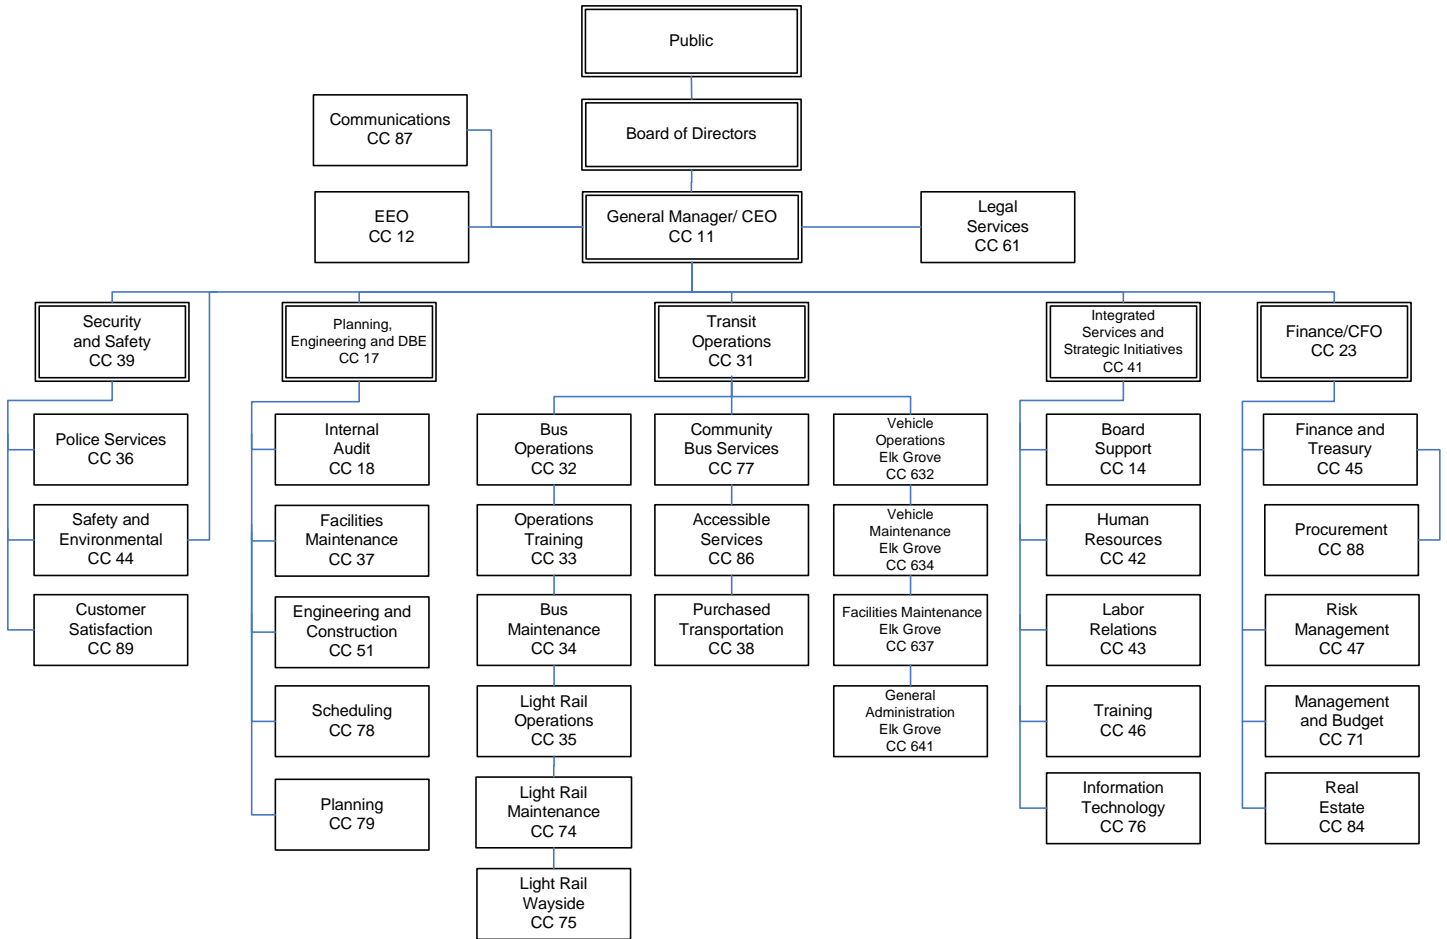 Public
Communications
CC 87
Board of Directors
EEO
CC 12
General Manager/ CEO
CC 11
Legal
Services
CC 61
Security
and Safety
CC 39
Planning,
Engineering and DBE
CC 17
Transit
Operations
CC 31
Integrated
Services and
Strategic Initiatives
CC 41
Finance/CFO
CC 23
Police Services
CC 36
Internal
Audit
CC 18
Bus
Operations
CC 32
Community
Bus Services
CC 77
Vehicle
Operations
Elk Grove
CC 632
Board
Support
CC 14
Finance and
Treasury
CC 45
Safety and
Environmental
CC 44
Facilities
Maintenance
CC 37
Operations
Training
CC 33
Accessible
Services
CC 86
Vehicle
Maintenance
Elk Grove
CC 634
Human
Resources
CC 42
Procurement
CC 88
Customer
Satisfaction
CC 89
Engineering and
Construction
CC 51
Bus
Maintenance
CC 34
Purchased
Transportation
CC 38
Facilities Maintenance
Elk Grove
CC 637
Labor
Relations
CC 43
Risk
Management
CC 47
Scheduling
CC 78
Light Rail
Operations
CC 35
General
Administration
Elk Grove
CC 641
Training
CC 46
Management
and Budget
CC 71
Planning
CC 79
Light Rail
Maintenance
CC 74
Information
Technology
CC 76
Real
Estate
CC 84
Light Rail
Wayside
CC 75